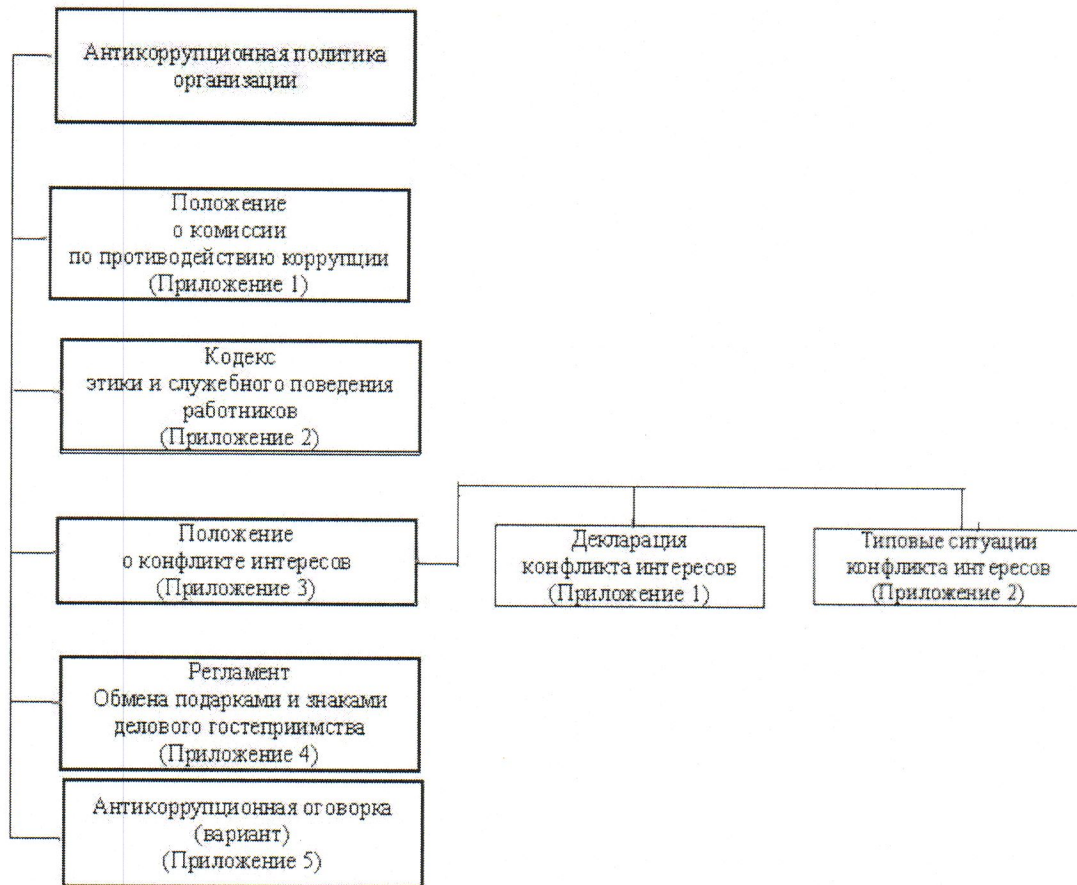 Антикоррупционная политика
организации
Положение
о комиссии
по противодействию коррупции
(Приложение 1)
Кодекс
этики и служебного поведения
работников
(Приложение 2)
Положение
о конфликте интересов
(Приложение 3)
Декларация
конфликта интересов
(Приложение 1)
Типовые ситуации
конфликта интересов
(Приложение 2)
Регламент
Обмена подарками и знаками
делового гостеприимства
(Приложение 4)
Антикоррупционная оговорка
(вариант)
(Приложение 5)